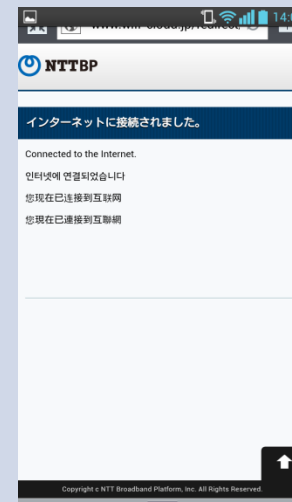 14:0
NTTBP
インターネットに接続されました。
Connected to the Internet.
인터넷에 연결되었습니다
您现在已连接到互联网
您現在已連接到互聯網
Copyright c NTT Broadband Platform, Inc. All Rights Reserved.